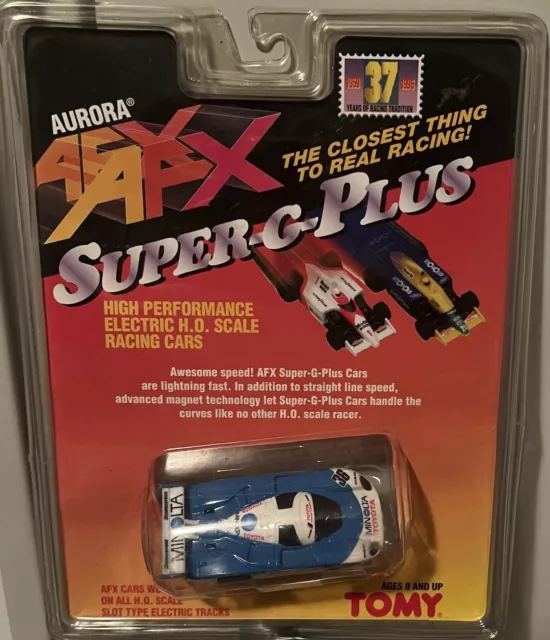 AURORA®
AFX
1959 37 1996
YEARS OF RACING TRADITION
THE CLOSEST THING
TO REAL RACING!
SUPER-G-PLUS
HIGH PERFORMANCE
ELECTRIC H.O. SCALE
RACING CARS
Awesome speed! AFX Super-G-Plus Cars
are lightning fast. In addition to straight line speed,
advanced magnet technology let Super-G-Plus Cars handle the
curves like no other H.O. scale racer.
MINOLTA
TOYOTA
36
MINOLTA
TOYOTA
AFX CARS
ON ALL H.O. SCALE
SLOT TYPE ELECTRIC TRACKS
AGES 8 AND UP
TOMY